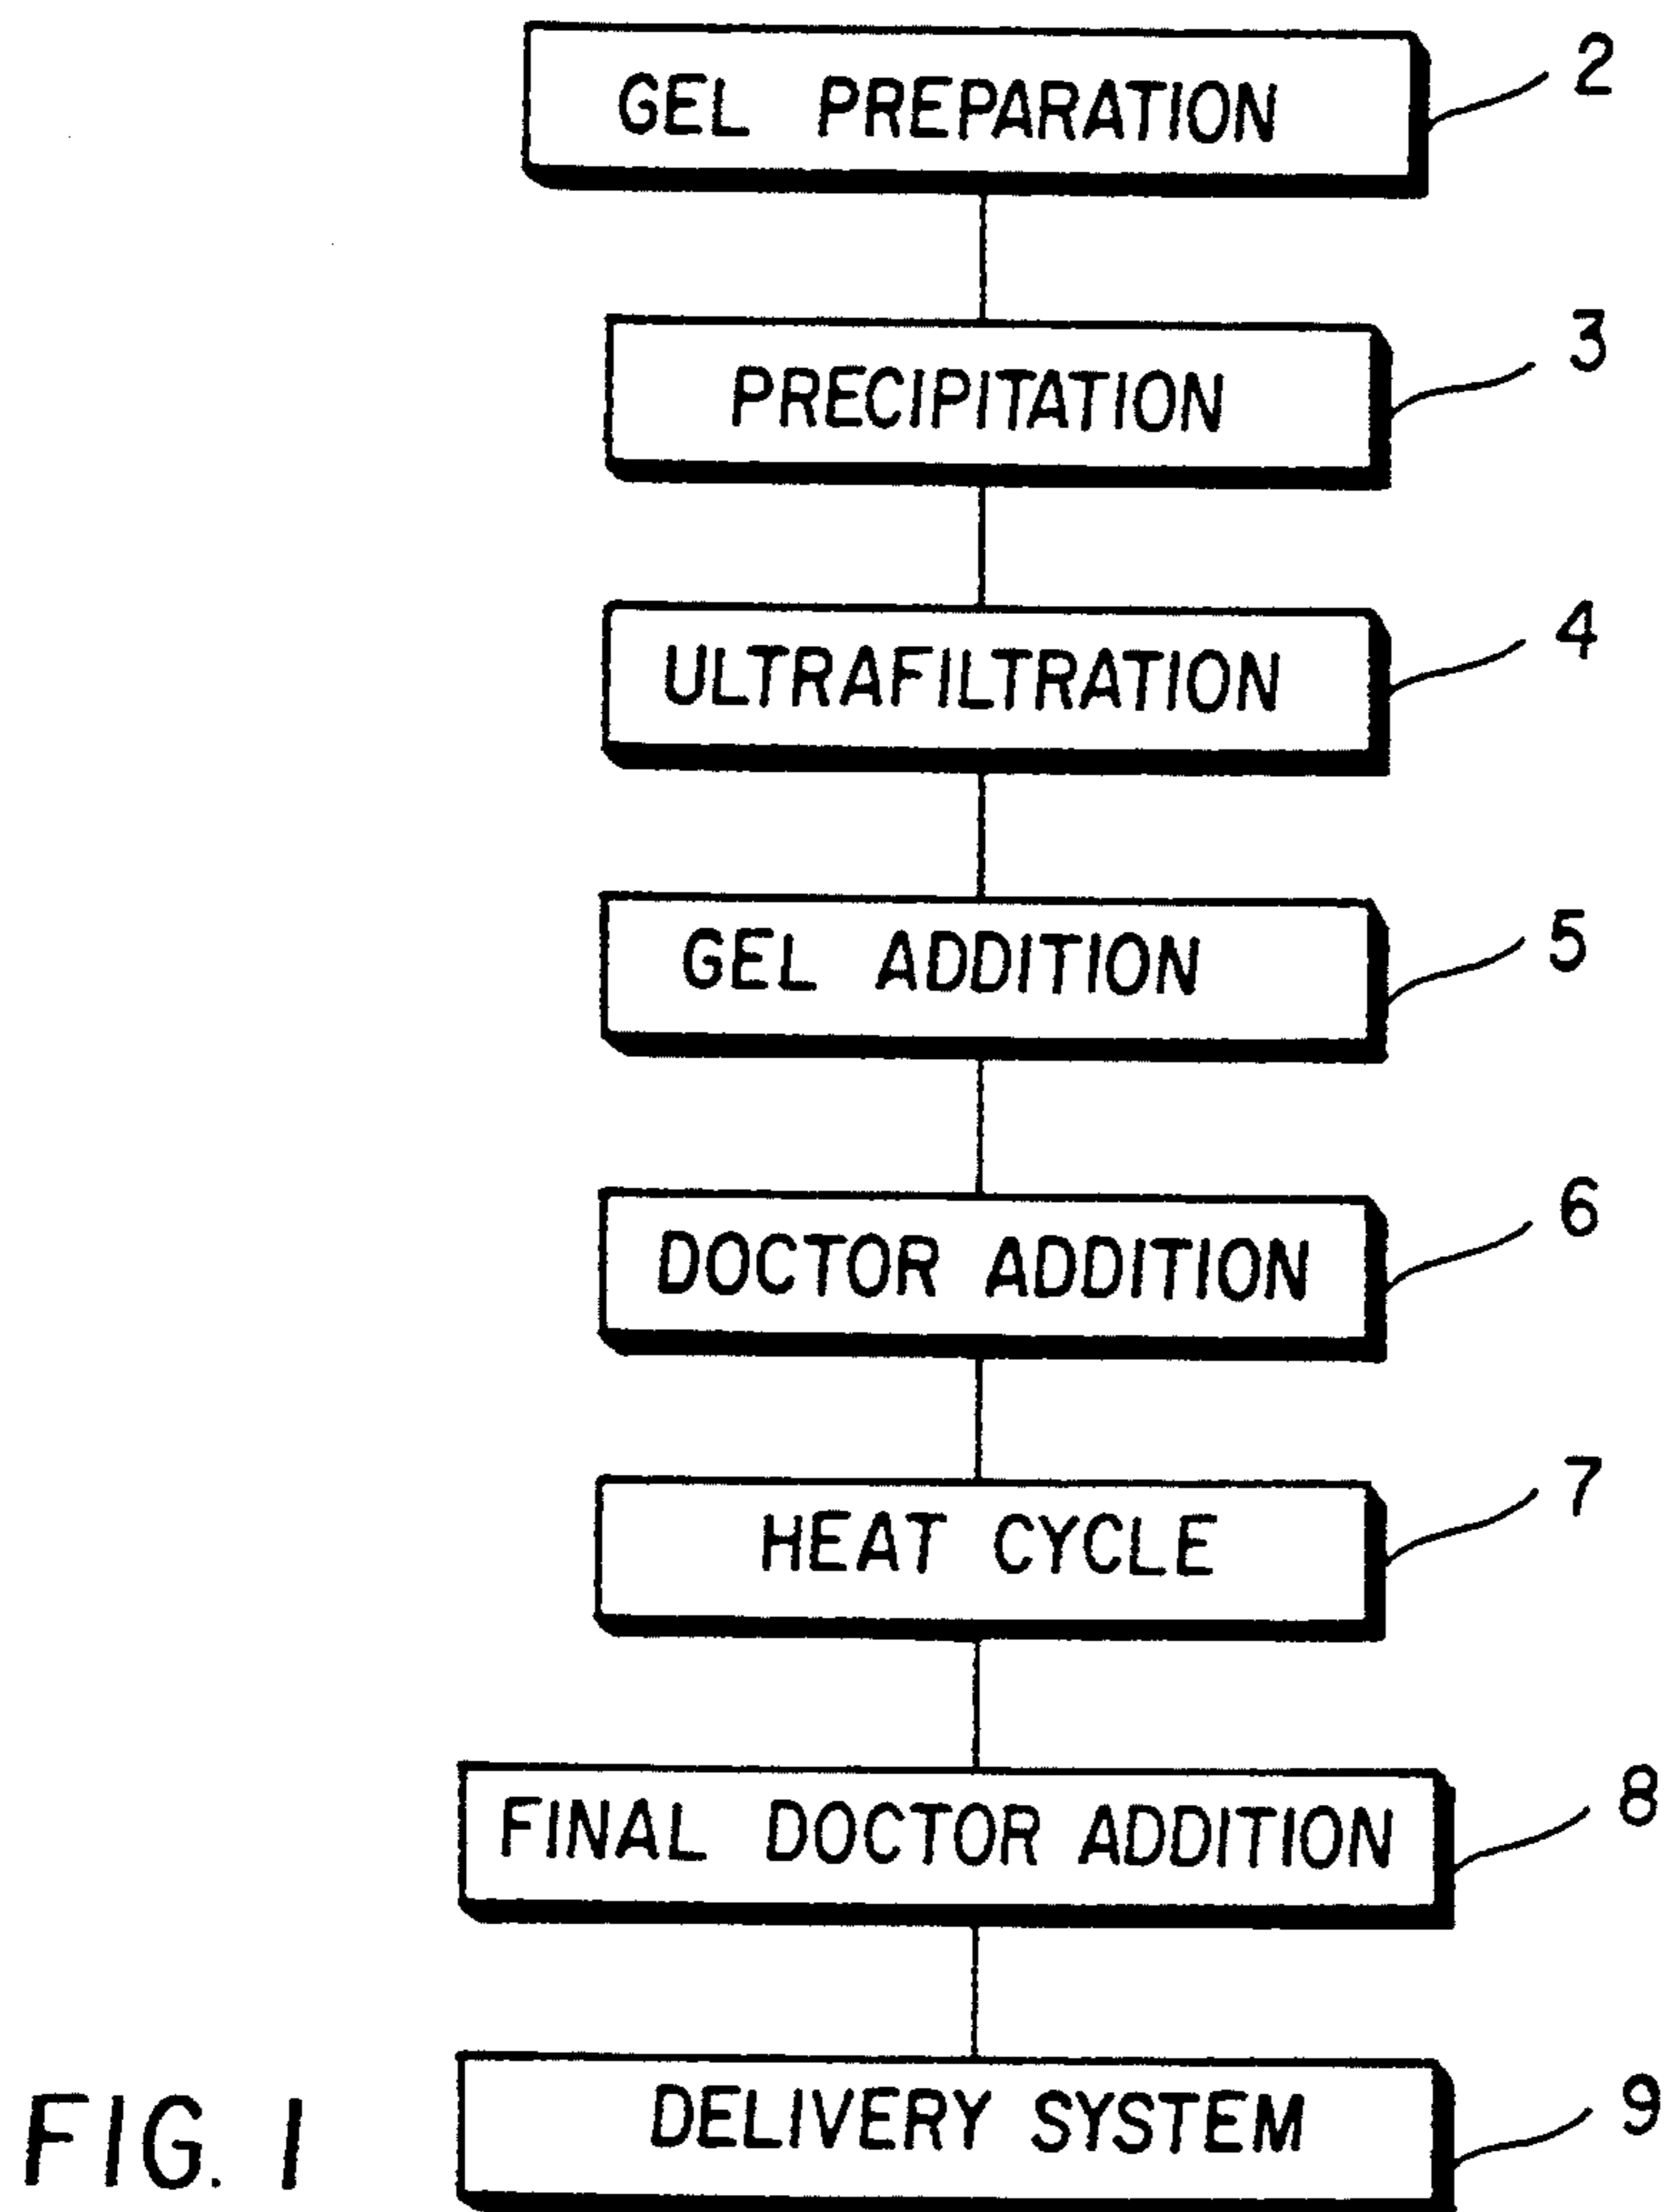 GEL PREPARATION 2
PRECIPITATION 3
ULTRAFILTRATION 4
GEL ADDITION 5
DOCTOR ADDITION 6
HEAT CYCLE 7
FINAL DOCTOR ADDITION 8
DELIVERY SYSTEM 9
FIG. 1